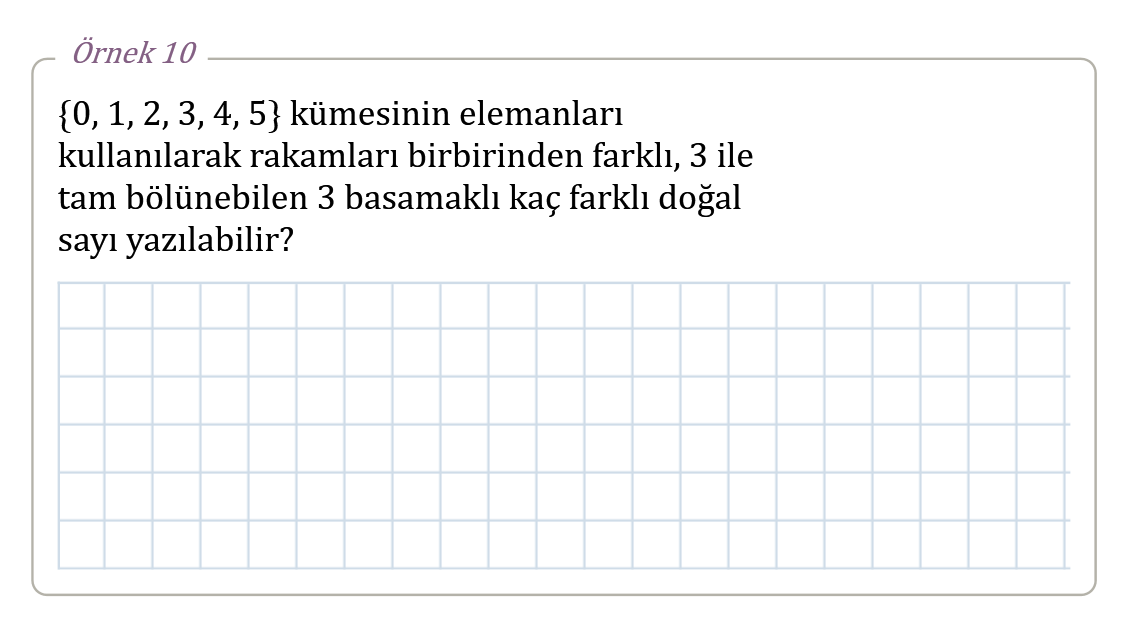 Örnek 10
{0, 1, 2, 3, 4, 5} kümesinin elemanları
kullanılarak rakamları birbirinden farklı, 3 ile
tam bölünebilen 3 basamaklı kaç farklı doğal
sayı yazılabilir?